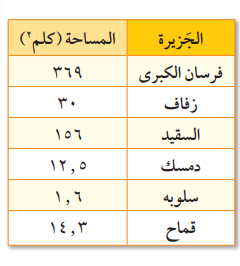 الجَزيرة المساحة (كلم²)
فرسان الكبرى ٣٦٩
زفاف ٣٠
السقيد ١٥٦
دمسك ١٢,٥
سلوبه ١,٦
قماح ١٤,٣